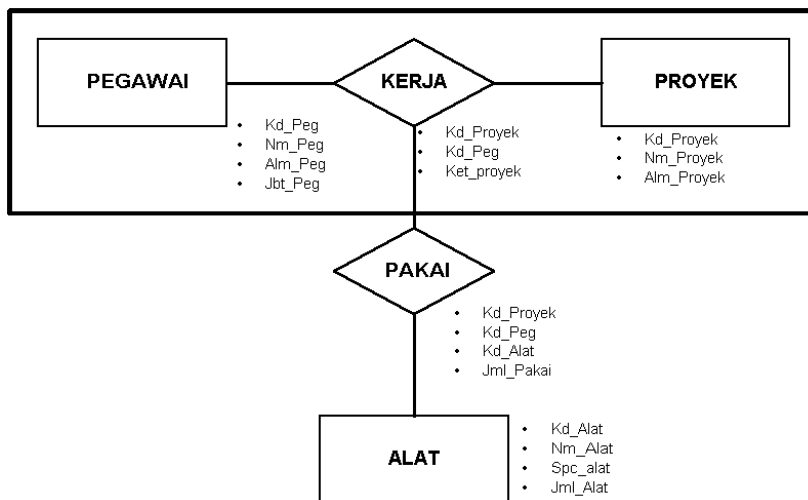 PEGAWAI
KERJA
PROYEK
• Kd_Peg
• Nm_Peg
• Alm_Peg
• Jbt_Peg
• Kd_Proyek
• Kd_Peg
• Ket_proyek
• Kd_Proyek
• Nm_Proyek
• Alm_Proyek
PAKAI
• Kd_Proyek
• Kd_Peg
• Kd_Alat
• Jml_Pakai
ALAT
• Kd_Alat
• Nm_Alat
• Spc_alat
• Jml_Alat